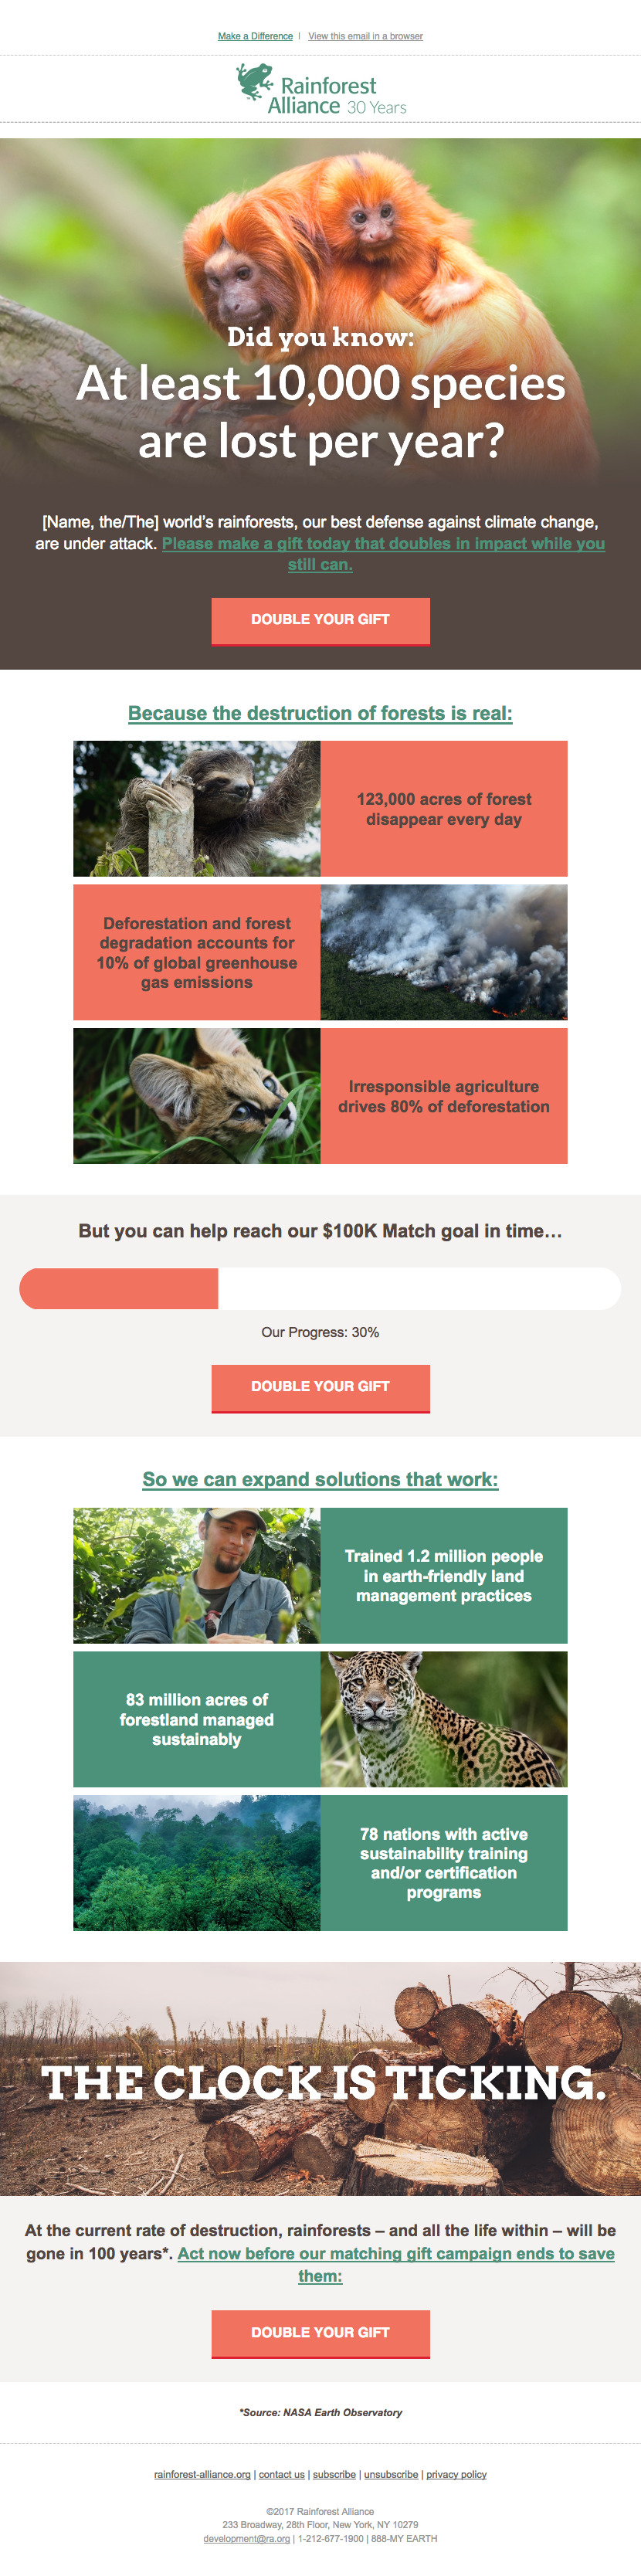 Make a Difference | View this email in a browser
Rainforest
Alliance 30 Years
Did you know:
At least 10,000 species
are lost per year?
[Name, the/The] world's rainforests, our best defense against climate change,
are under attack. Please make a gift today that doubles in impact while you
still can.
DOUBLE YOUR GIFT
Because the destruction of forests is real:
123,000 acres of forest
disappear every day
Deforestation and forest
degradation accounts for
10% of global greenhouse
gas emissions
Irresponsible agriculture
drives 80% of deforestation
But you can help reach our $100K Match goal in time…
Our Progress: 30%
DOUBLE YOUR GIFT
So we can expand solutions that work:
Trained 1.2 million people
in earth-friendly land
management practices
83 million acres of
forestland managed
sustainably
78 nations with active
sustainability training
and/or certification
programs
THE CLOCK IS TICKING.
At the current rate of destruction, rainforests – and all the life within – will be
gone in 100 years*. Act now before our matching gift campaign ends to save
them:
DOUBLE YOUR GIFT
*Source: NASA Earth Observatory
rainforest-alliance.org | contact us | subscribe | unsubscribe | privacy policy
©2017 Rainforest Alliance
233 Broadway, 28th Floor, New York, NY 10279
development@ra.org | 1-212-677-1900 | 888-MY EARTH